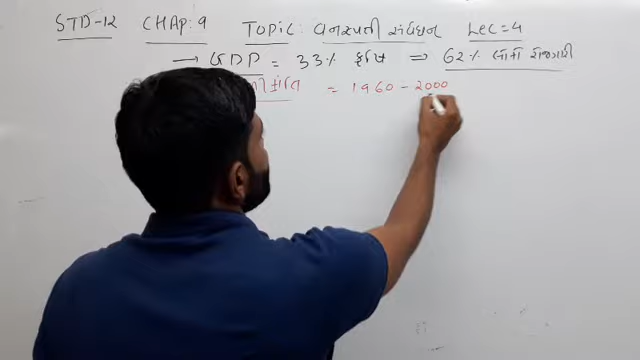 STD-12 CHAP: 9 TOPIC: વનસ્પતી સંવર્ધન LEC = 4
→ GDP = 33% કૃષિ ⇒ 62% લોકો રોજગારી
= 1960 - 2000